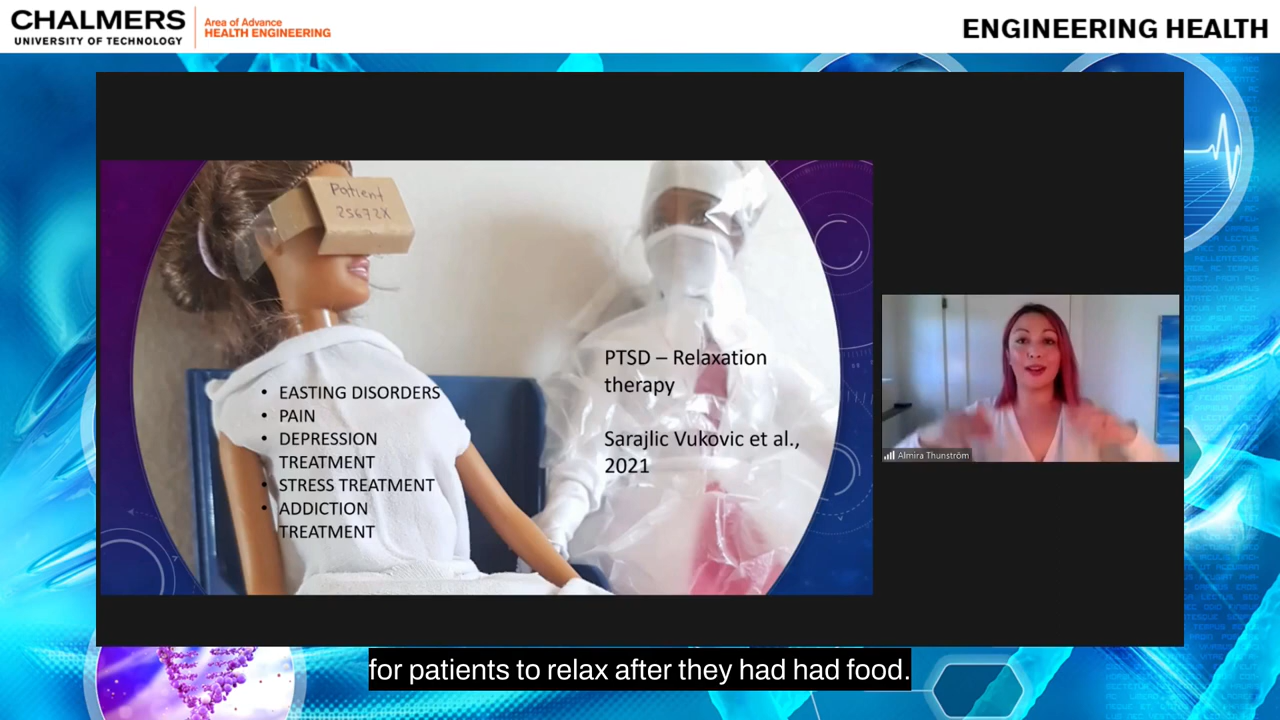 CHALMERS
UNIVERSITY OF TECHNOLOGY
Area of Advance
HEALTH ENGINEERING
ENGINEERING HEALTH
Patient
25672X
• EASTING DISORDERS
• PAIN
• DEPRESSION
TREATMENT
• STRESS TREATMENT
• ADDICTION
TREATMENT
PTSD – Relaxation
therapy
Sarajlic Vukovic et al.,
2021
Almira Thunström
for patients to relax after they had had food.